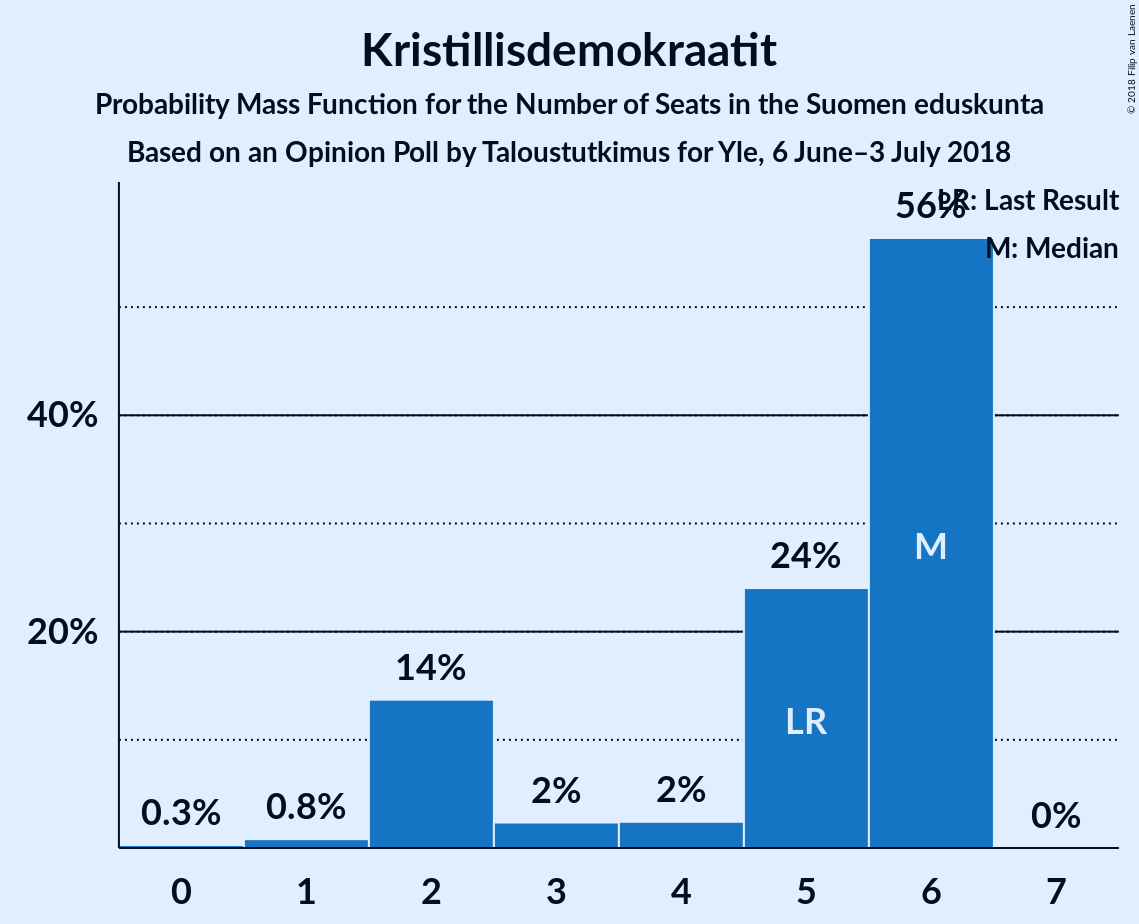 Kristillisdemokraatit
Probability Mass Function for the Number of Seats in the Suomen eduskunta
Based on an Opinion Poll by Taloustutkimus for Yle, 6 June–3 July 2018
© 2018 Filip van Laenen
LR: Last Result
M: Median
56%
40%
M
24%
20%
14%
LR
0.3%
0.8%
2%
2%
0%
0 1 2 3 4 5 6 7